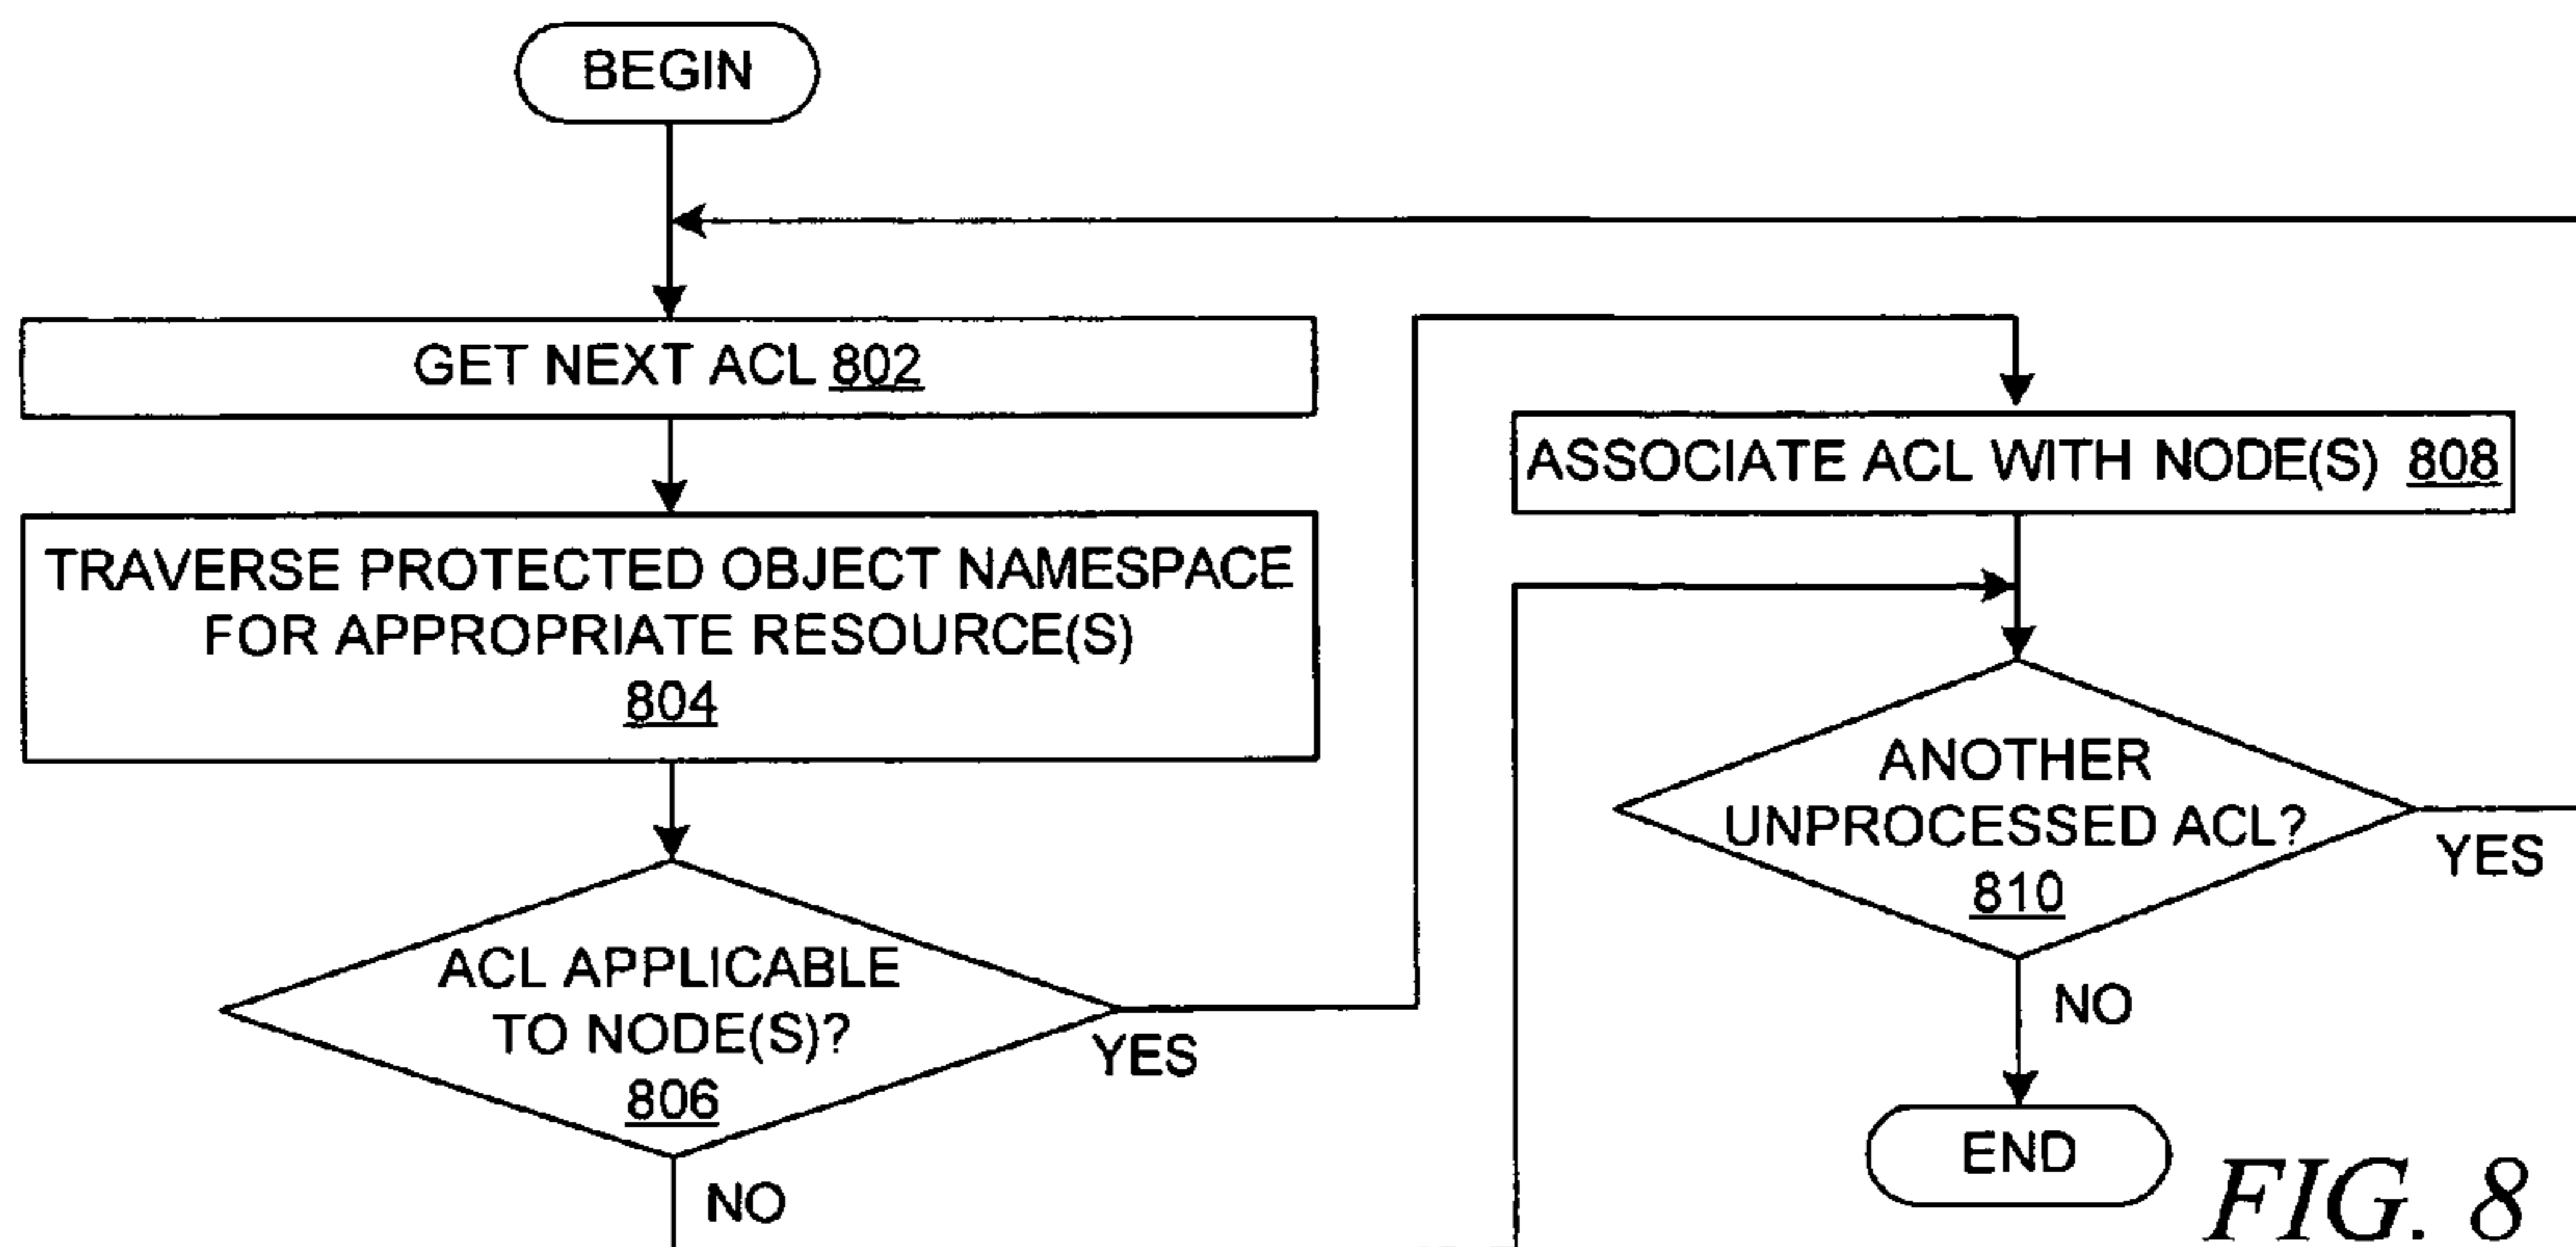 BEGIN
GET NEXT ACL 802
TRAVERSE PROTECTED OBJECT NAMESPACE
FOR APPROPRIATE RESOURCE(S)
804
ACL APPLICABLE
TO NODE(S)?
806
YES
NO
ASSOCIATE ACL WITH NODE(S) 808
ANOTHER
UNPROCESSED ACL?
810
YES
NO
END
FIG. 8